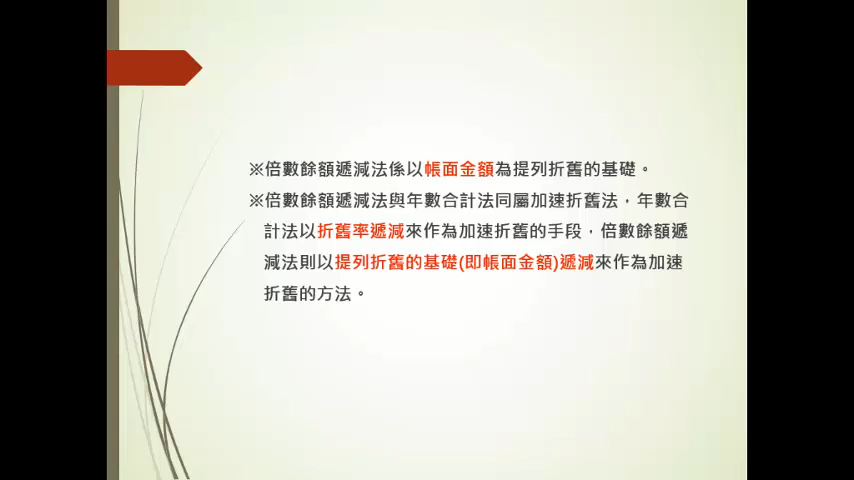 ※倍數餘額遞減法係以帳面金額為提列折舊的基礎。
※倍數餘額遞減法與年數合計法同屬加速折舊法，年數合
計法以折舊率遞減來作為加速折舊的手段，倍數餘額遞
減法則以提列折舊的基礎(即帳面金額)遞減來作為加速
折舊的方法。